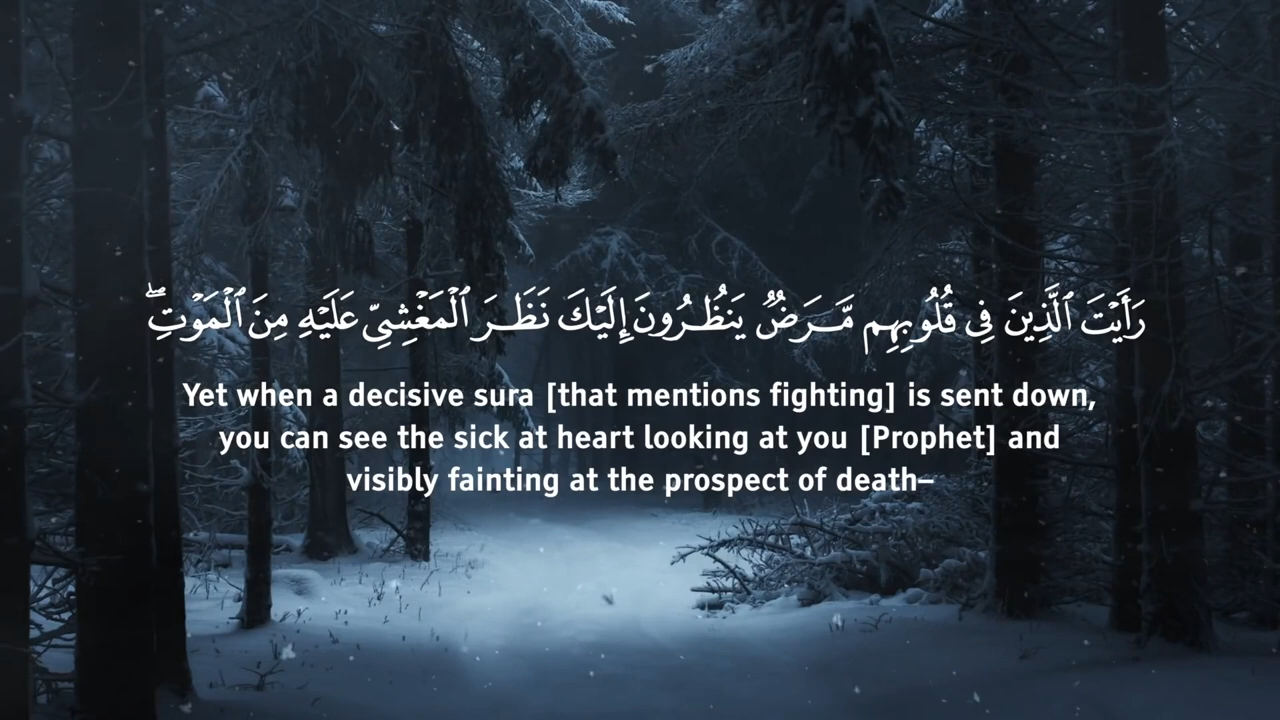 رَأَيۡتَ ٱلَّذِينَ فِي قُلُوبِهِم مَّرَضٞ يَنظُرُونَ إِلَيۡكَ نَظَرَ ٱلۡمَغۡشِيِّ عَلَيۡهِ مِنَ ٱلۡمَوۡتِۖ
Yet when a decisive sura [that mentions fighting] is sent down,
you can see the sick at heart looking at you [Prophet] and
visibly fainting at the prospect of death–